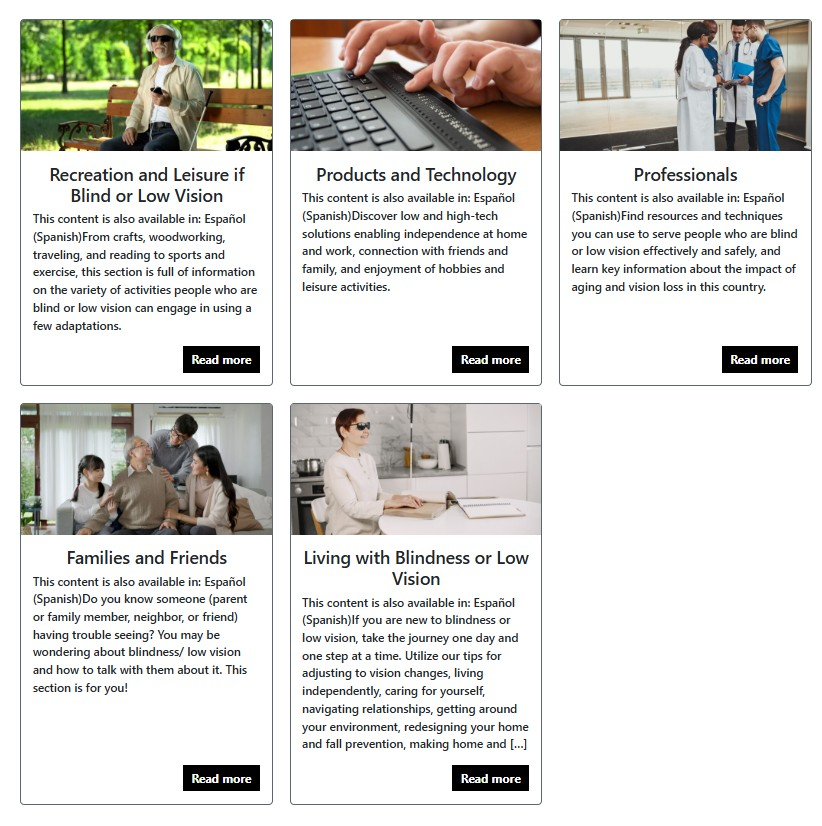 Recreation and Leisure if
Blind or Low Vision
This content is also available in: Español
(Spanish)From crafts, woodworking,
traveling, and reading to sports and
exercise, this section is full of information
on the variety of activities people who are
blind or low vision can engage in using a
few adaptations.
Read more
Products and Technology
This content is also available in: Español
(Spanish)Discover low and high-tech
solutions enabling independence at home
and work, connection with friends and
family, and enjoyment of hobbies and
leisure activities.
Read more
Professionals
This content is also available in: Español
(Spanish)Find resources and techniques
you can use to serve people who are blind
or low vision effectively and safely, and
learn key information about the impact of
aging and vision loss in this country.
Read more
Families and Friends
This content is also available in: Español
(Spanish)Do you know someone (parent
or family member, neighbor, or friend)
having trouble seeing? You may be
wondering about blindness/ low vision
and how to talk with them about it. This
section is for you!
Read more
Living with Blindness or Low
Vision
This content is also available in: Español
(Spanish)If you are new to blindness or
low vision, take the journey one day and
one step at a time. Utilize our tips for
adjusting to vision changes, living
independently, caring for yourself,
navigating relationships, getting around
your environment, redesigning your home
and fall prevention, making home and [...]
Read more